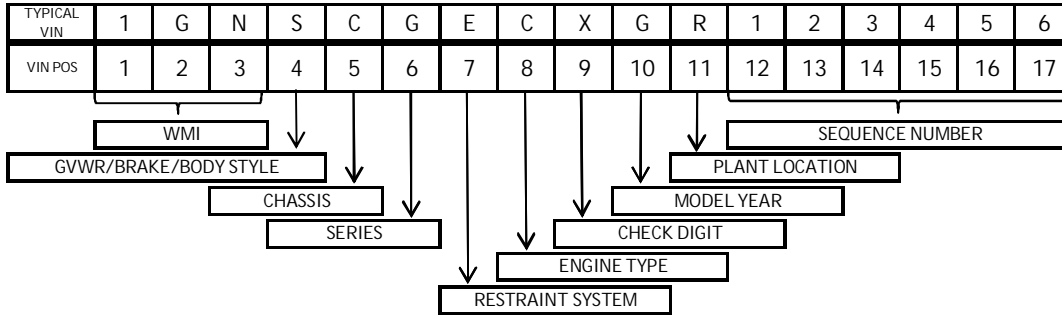 TYPICAL VIN 1 G N S C G E C X G R 1 2 3 4 5 6
VIN POS 1 2 3 4 5 6 7 8 9 10 11 12 13 14 15 16 17
WMI SEQUENCE NUMBER
GVWR/BRAKE/BODY STYLE PLANT LOCATION
CHASSIS MODEL YEAR
SERIES CHECK DIGIT
ENGINE TYPE
RESTRAINT SYSTEM